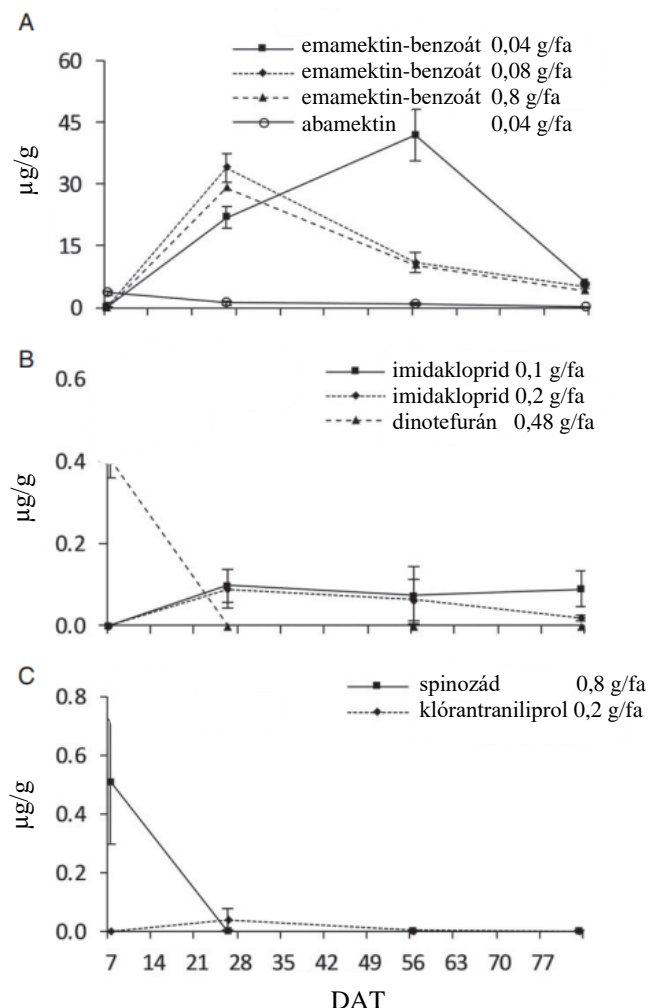 A
emamektin-benzoát 0,04 g/fa
emamektin-benzoát 0,08 g/fa
emamektin-benzoát 0,8 g/fa
abamektin 0,04 g/fa
60
45
30
15
0
µg/g
B
imidakloprid 0,1 g/fa
imidakloprid 0,2 g/fa
dinotefurán 0,48 g/fa
0.6
0.4
0.2
0.0
µg/g
C
spinozád 0,8 g/fa
klórantraniliprol 0,2 g/fa
0.8
0.6
0.4
0.2
0.0
µg/g
7 14 21 28 35 42 49 56 63 70 77
DAT